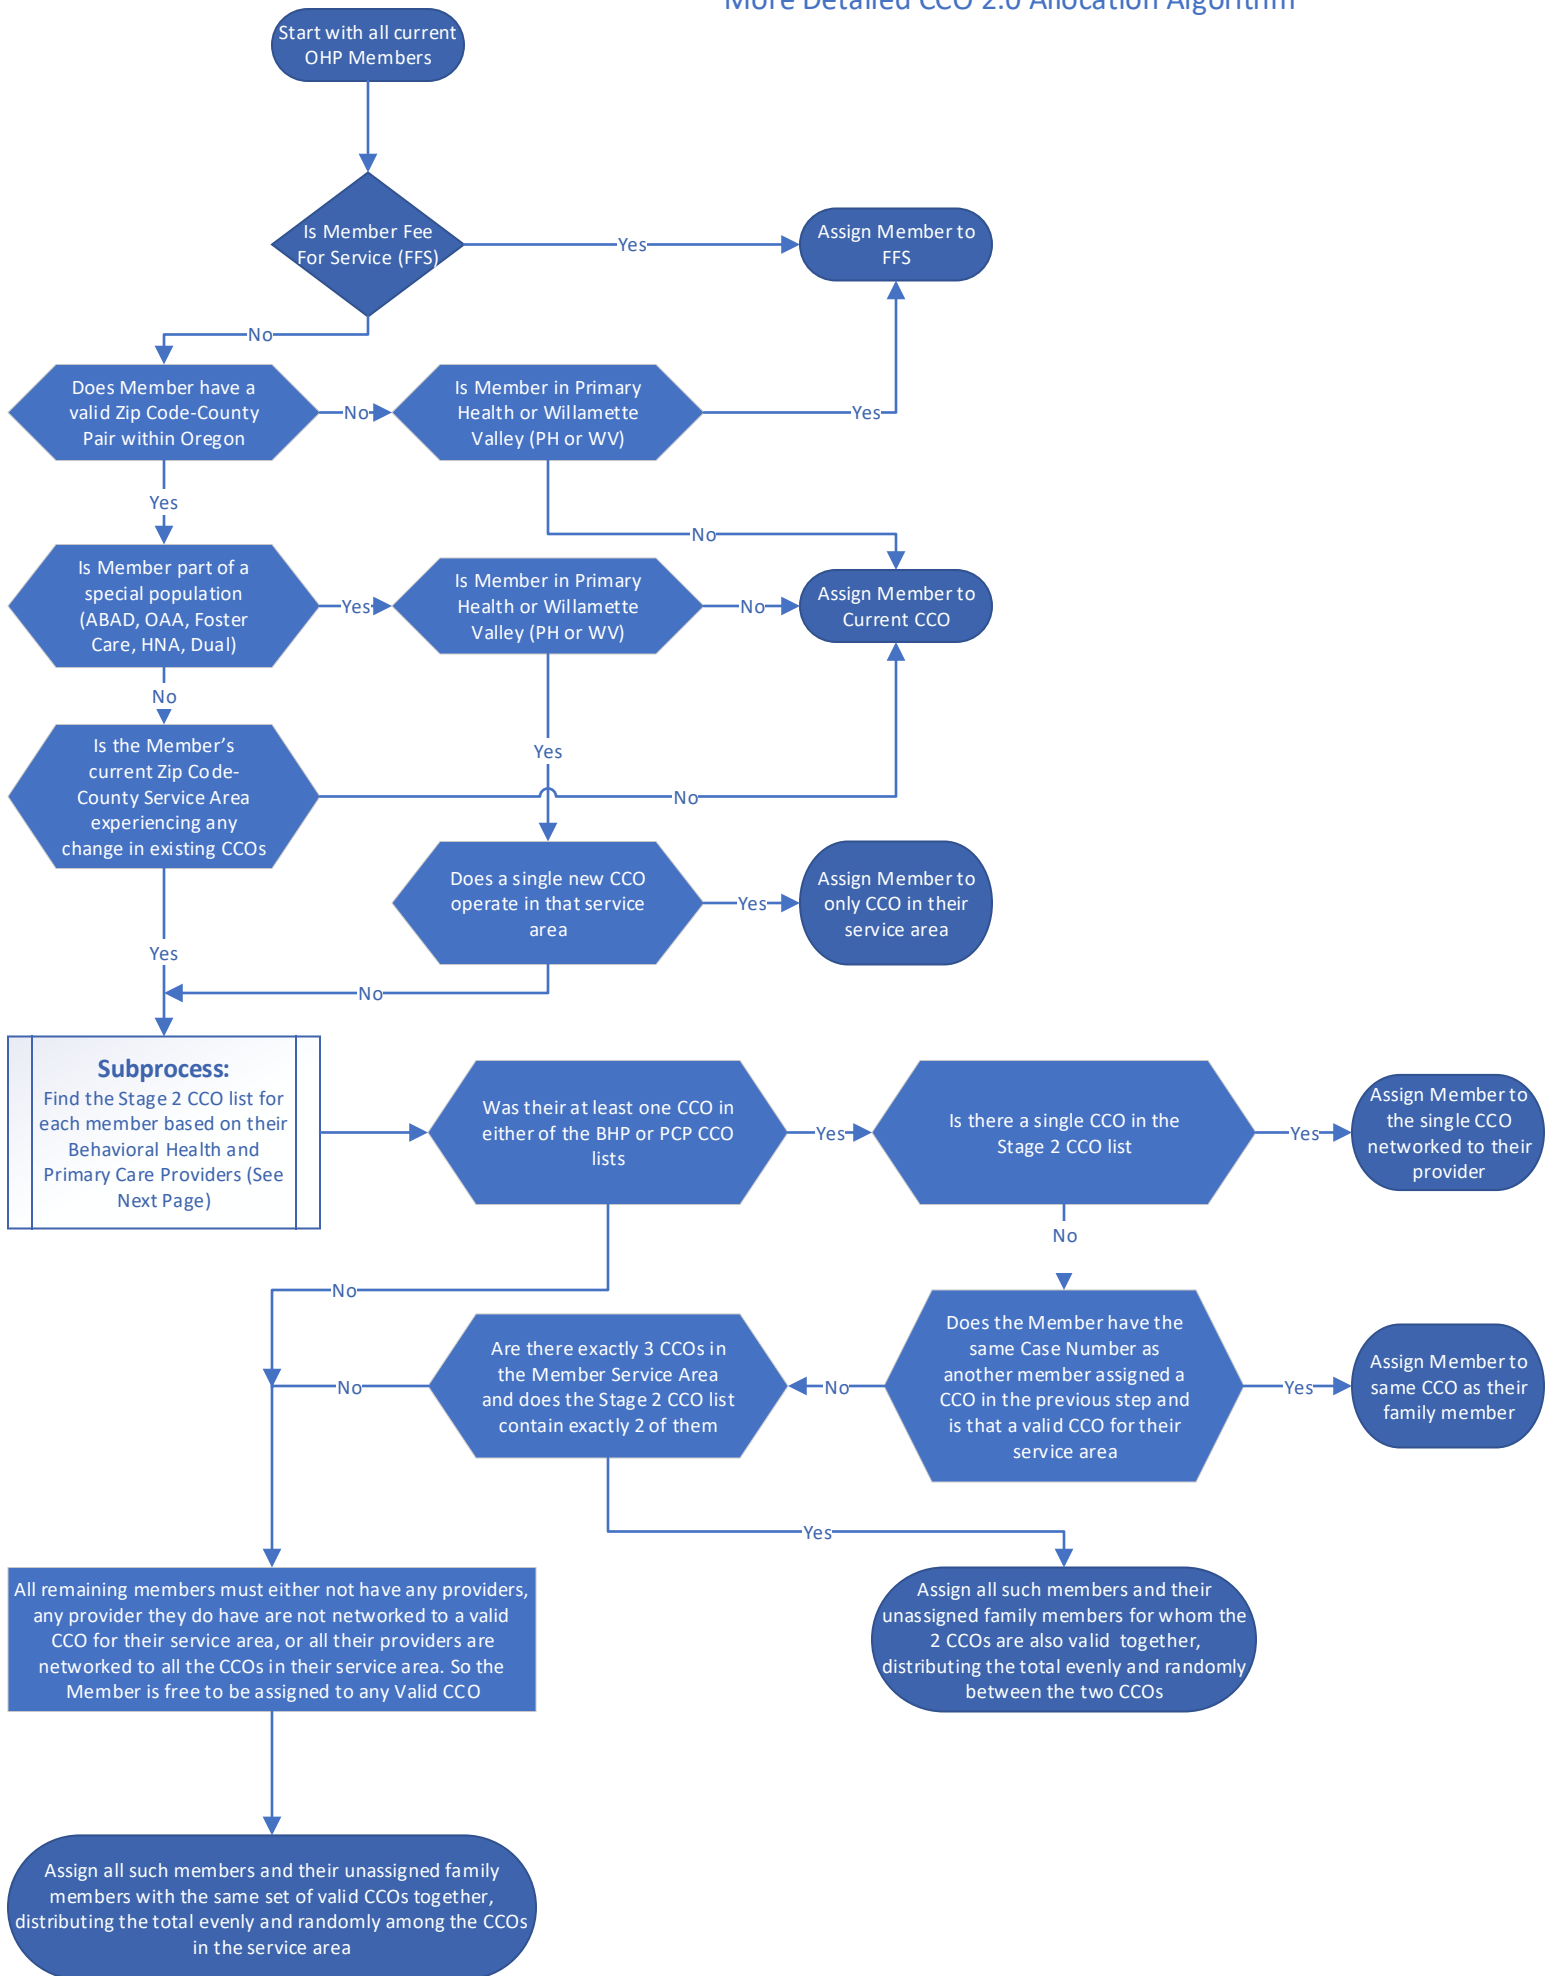 More Detailed CCO 2.0 Allocation Algorithm
Start with all current
OHP Members
Is Member Fee
For Service (FFS)
Yes
Assign Member to
FFS
No
Does Member have a
valid Zip Code-County
Pair within Oregon
No
Is Member in Primary
Health or Willamette
Valley (PH or WV)
Yes
Yes
No
Is Member part of a
special population
(ABAD, OAA, Foster
Care, HNA, Dual)
Yes
Is Member in Primary
Health or Willamette
Valley (PH or WV)
No
Assign Member to
Current CCO
No
Yes
Is the Member’s
current Zip Code-
County Service Area
experiencing any
change in existing CCOs
No
Does a single new CCO
operate in that service
area
Yes
Assign Member to
only CCO in their
service area
Yes
No
Subprocess:
Find the Stage 2 CCO list for
each member based on their
Behavioral Health and
Primary Care Providers (See
Next Page)
Was their at least one CCO in
either of the BHP or PCP CCO
lists
Yes
Is there a single CCO in the
Stage 2 CCO list
Yes
Assign Member to
the single CCO
networked to their
provider
No
No
Does the Member have the
same Case Number as
another member assigned a
CCO in the previous step and
is that a valid CCO for their
service area
Yes
Assign Member to
same CCO as their
family member
No
Are there exactly 3 CCOs in
the Member Service Area
and does the Stage 2 CCO list
contain exactly 2 of them
No
Yes
All remaining members must either not have any providers,
any provider they do have are not networked to a valid
CCO for their service area, or all their providers are
networked to all the CCOs in their service area. So the
Member is free to be assigned to any Valid CCO
Assign all such members and their
unassigned family members for whom the
2 CCOs are also valid together,
distributing the total evenly and randomly
between the two CCOs
Assign all such members and their unassigned family
members with the same set of valid CCOs together,
distributing the total evenly and randomly among the CCOs
in the service area